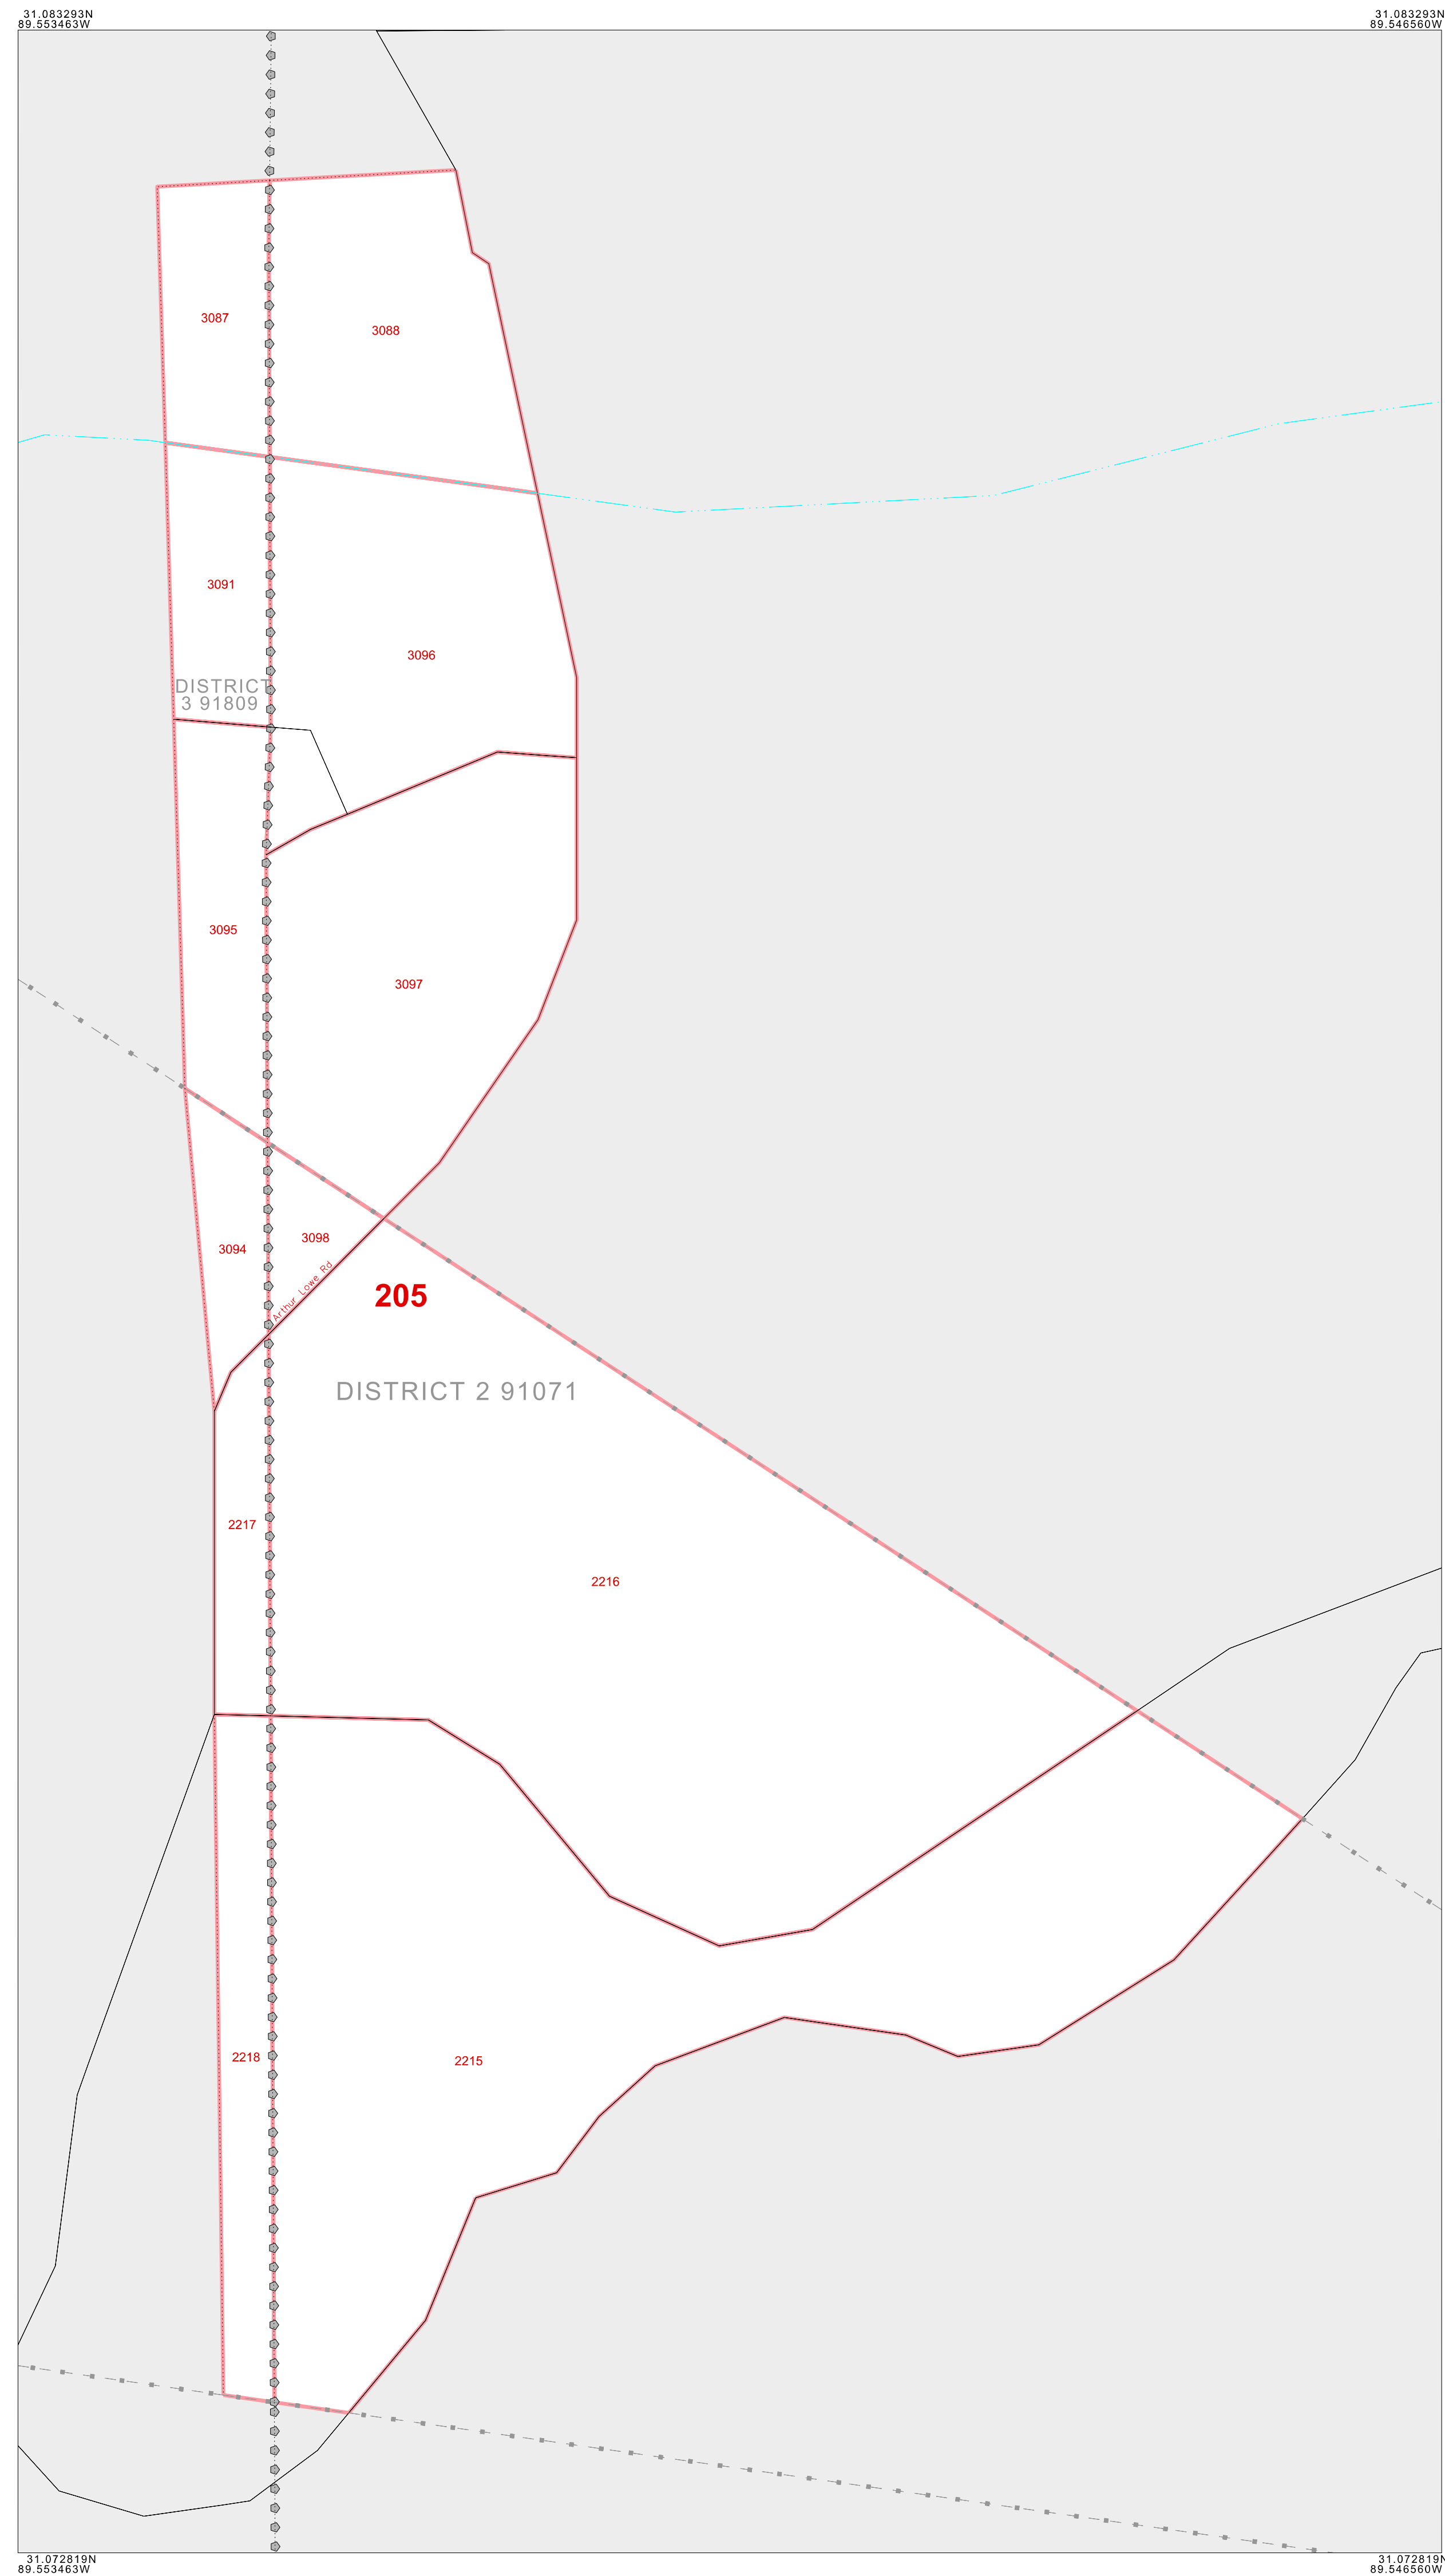 31.083293N
89.553463W
31.083293N
89.546560W
3087
3088
3091
3096
DISTRICT
3 91809
3095
3097
3098
3094
Arthur Lowe Rd
205
DISTRICT 2 91071
2217
2216
2218
2215
31.072819N
89.553463W
31.072819N
89.546560W